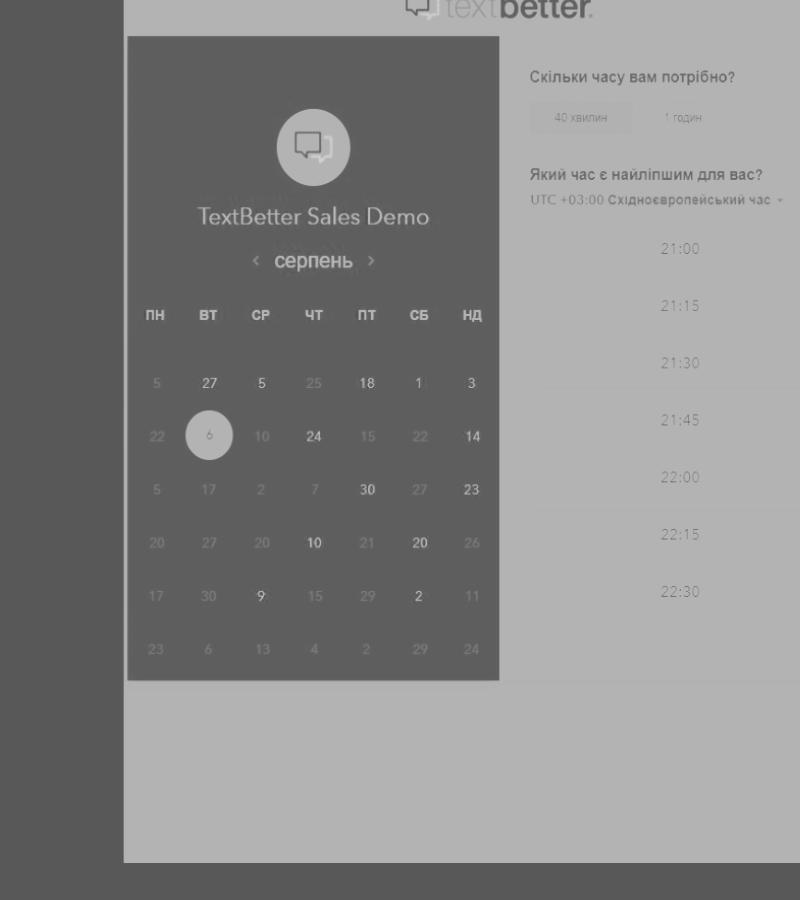 textbetter.
TextBetter Sales Demo
‹ серпень ›
ПН ВТ СР ЧТ ПТ СБ НД
5 27 5 25 18 1 3
22 6 10 24 15 22 14
5 17 2 7 30 27 23
20 27 20 10 21 20 26
17 30 9 15 29 2 11
23 6 13 4 2 29 24
Скільки часу вам потрібно?
40 хвилин 1 годин
Який час є найліпшим для вас?
UTC +03:00 Східноєвропейський час
21:00
21:15
21:30
21:45
22:00
22:15
22:30